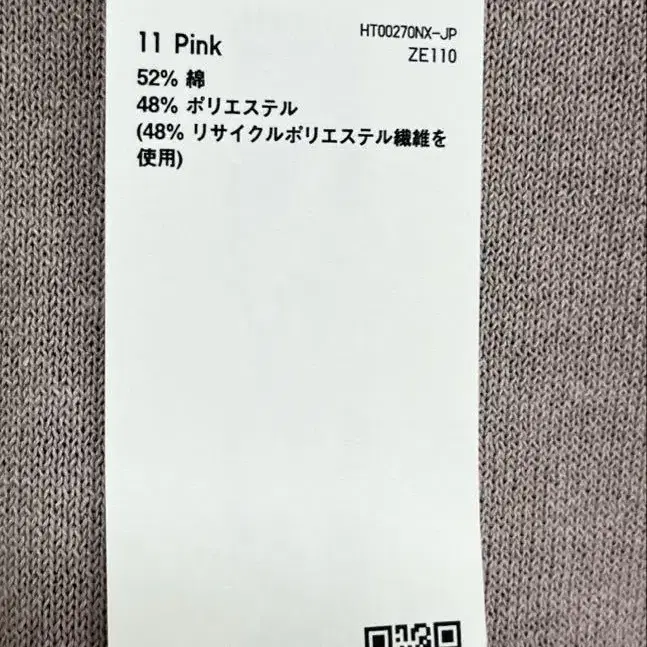 HT00270NX-JP
11 Pink
ZE110
52% 綿
48% ポリエステル
(48% リサイクルポリエステル繊維を
使用)